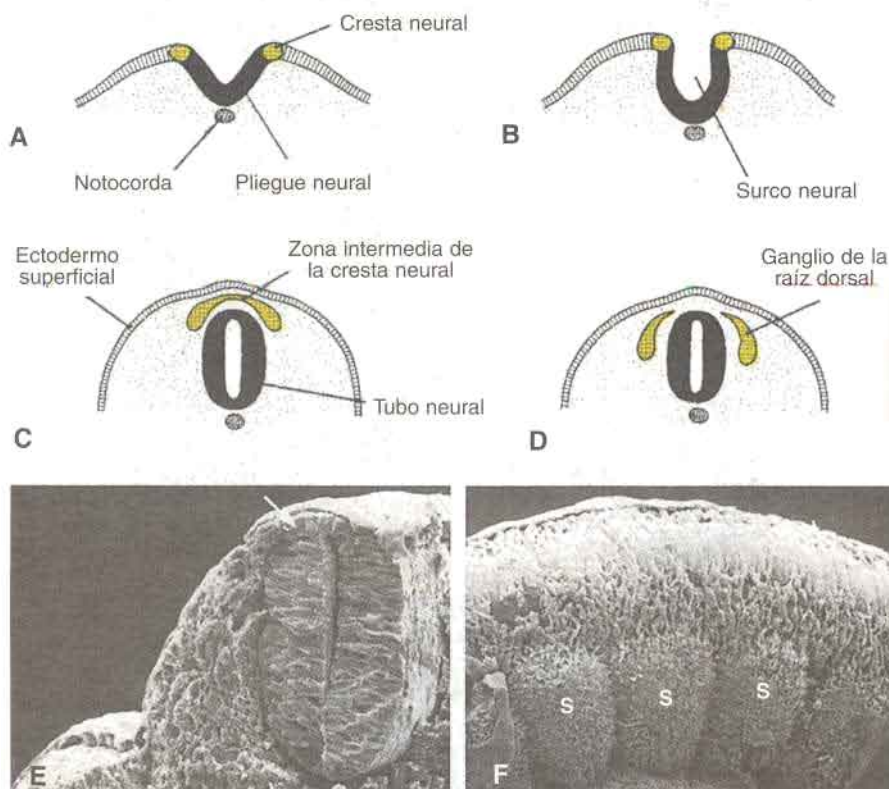 Cresta neural
A
B
Notocorda
Pliegue neural
Surco neural
Ectodermo
superficial
Zona intermedia de
la cresta neural
Ganglio de la
raíz dorsal
Tubo neural
C
D
E
S
S
S
F